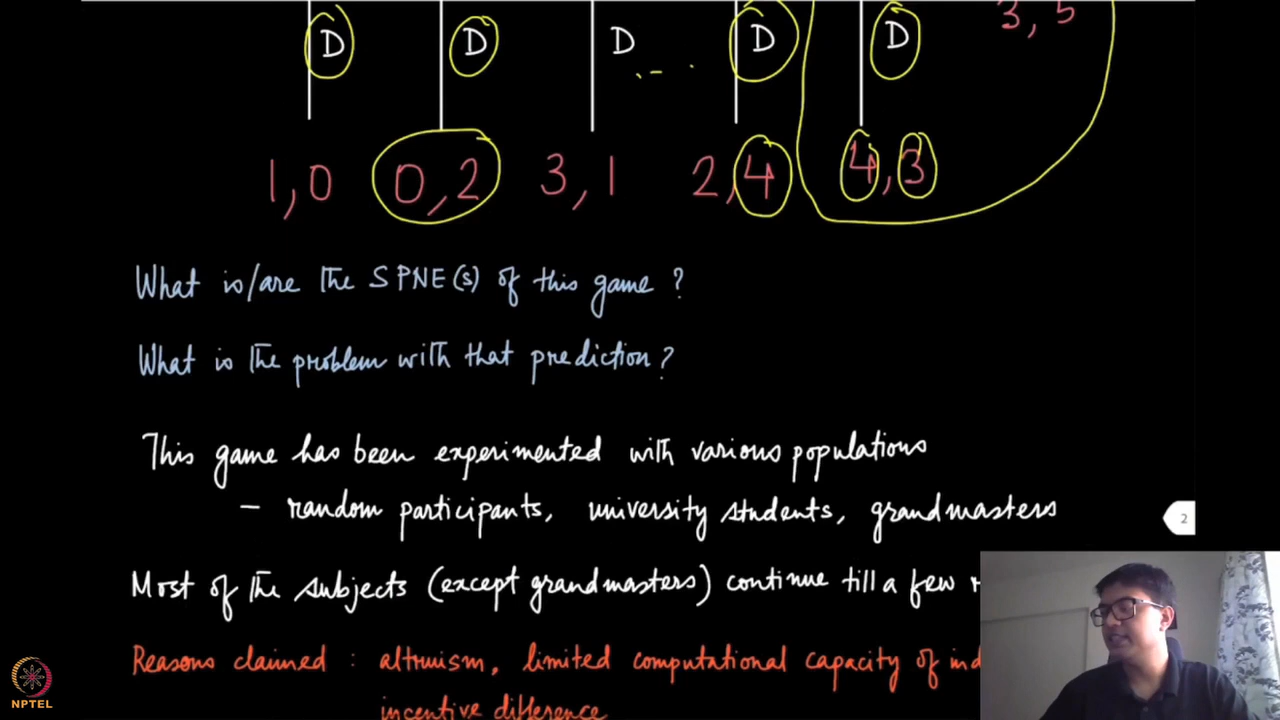 3, 5
D D D D D
1,0 0,2 3,1 2,4 4,3
What is/are the SPNE(s) of this game ?
What is the problem with that prediction ?
This game has been experimented with various populations
- random participants, university students, grandmasters
2
Most of the subjects (except grandmasters) continue till a few
Reasons claimed : altruism, limited computational capacity of
incentive difference
NPTEL